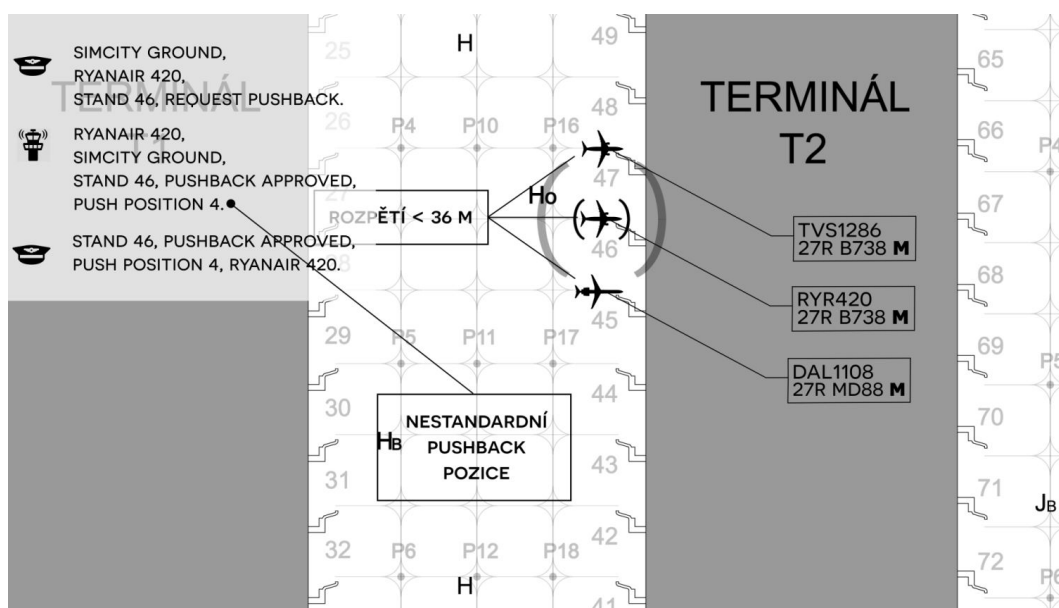 SIMCITY GROUND,
RYANAIR 420,
STAND 46, REQUEST PUSHBACK.
RYANAIR 420,
SIMCITY GROUND,
STAND 46, PUSHBACK APPROVED,
PUSH POSITION 4.
STAND 46, PUSHBACK APPROVED,
PUSH POSITION 4, RYANAIR 420.
TERMINÁL
T1
25
26
27
28
29
30
31
32
H
P4
P10
P16
ROZPĚTÍ < 36 M
HO
P5
P11
P17
NESTANDARDNÍ
PUSHBACK
POZICE
HB
P6
P12
P18
H
49
48
47
46
45
44
43
42
41
TERMINÁL
T2
TVS1286
27R B738 M
RYR420
27R B738 M
DAL1108
27R MD88 M
65
66
67
68
69
70
71
72
P4
P5
JB
P6